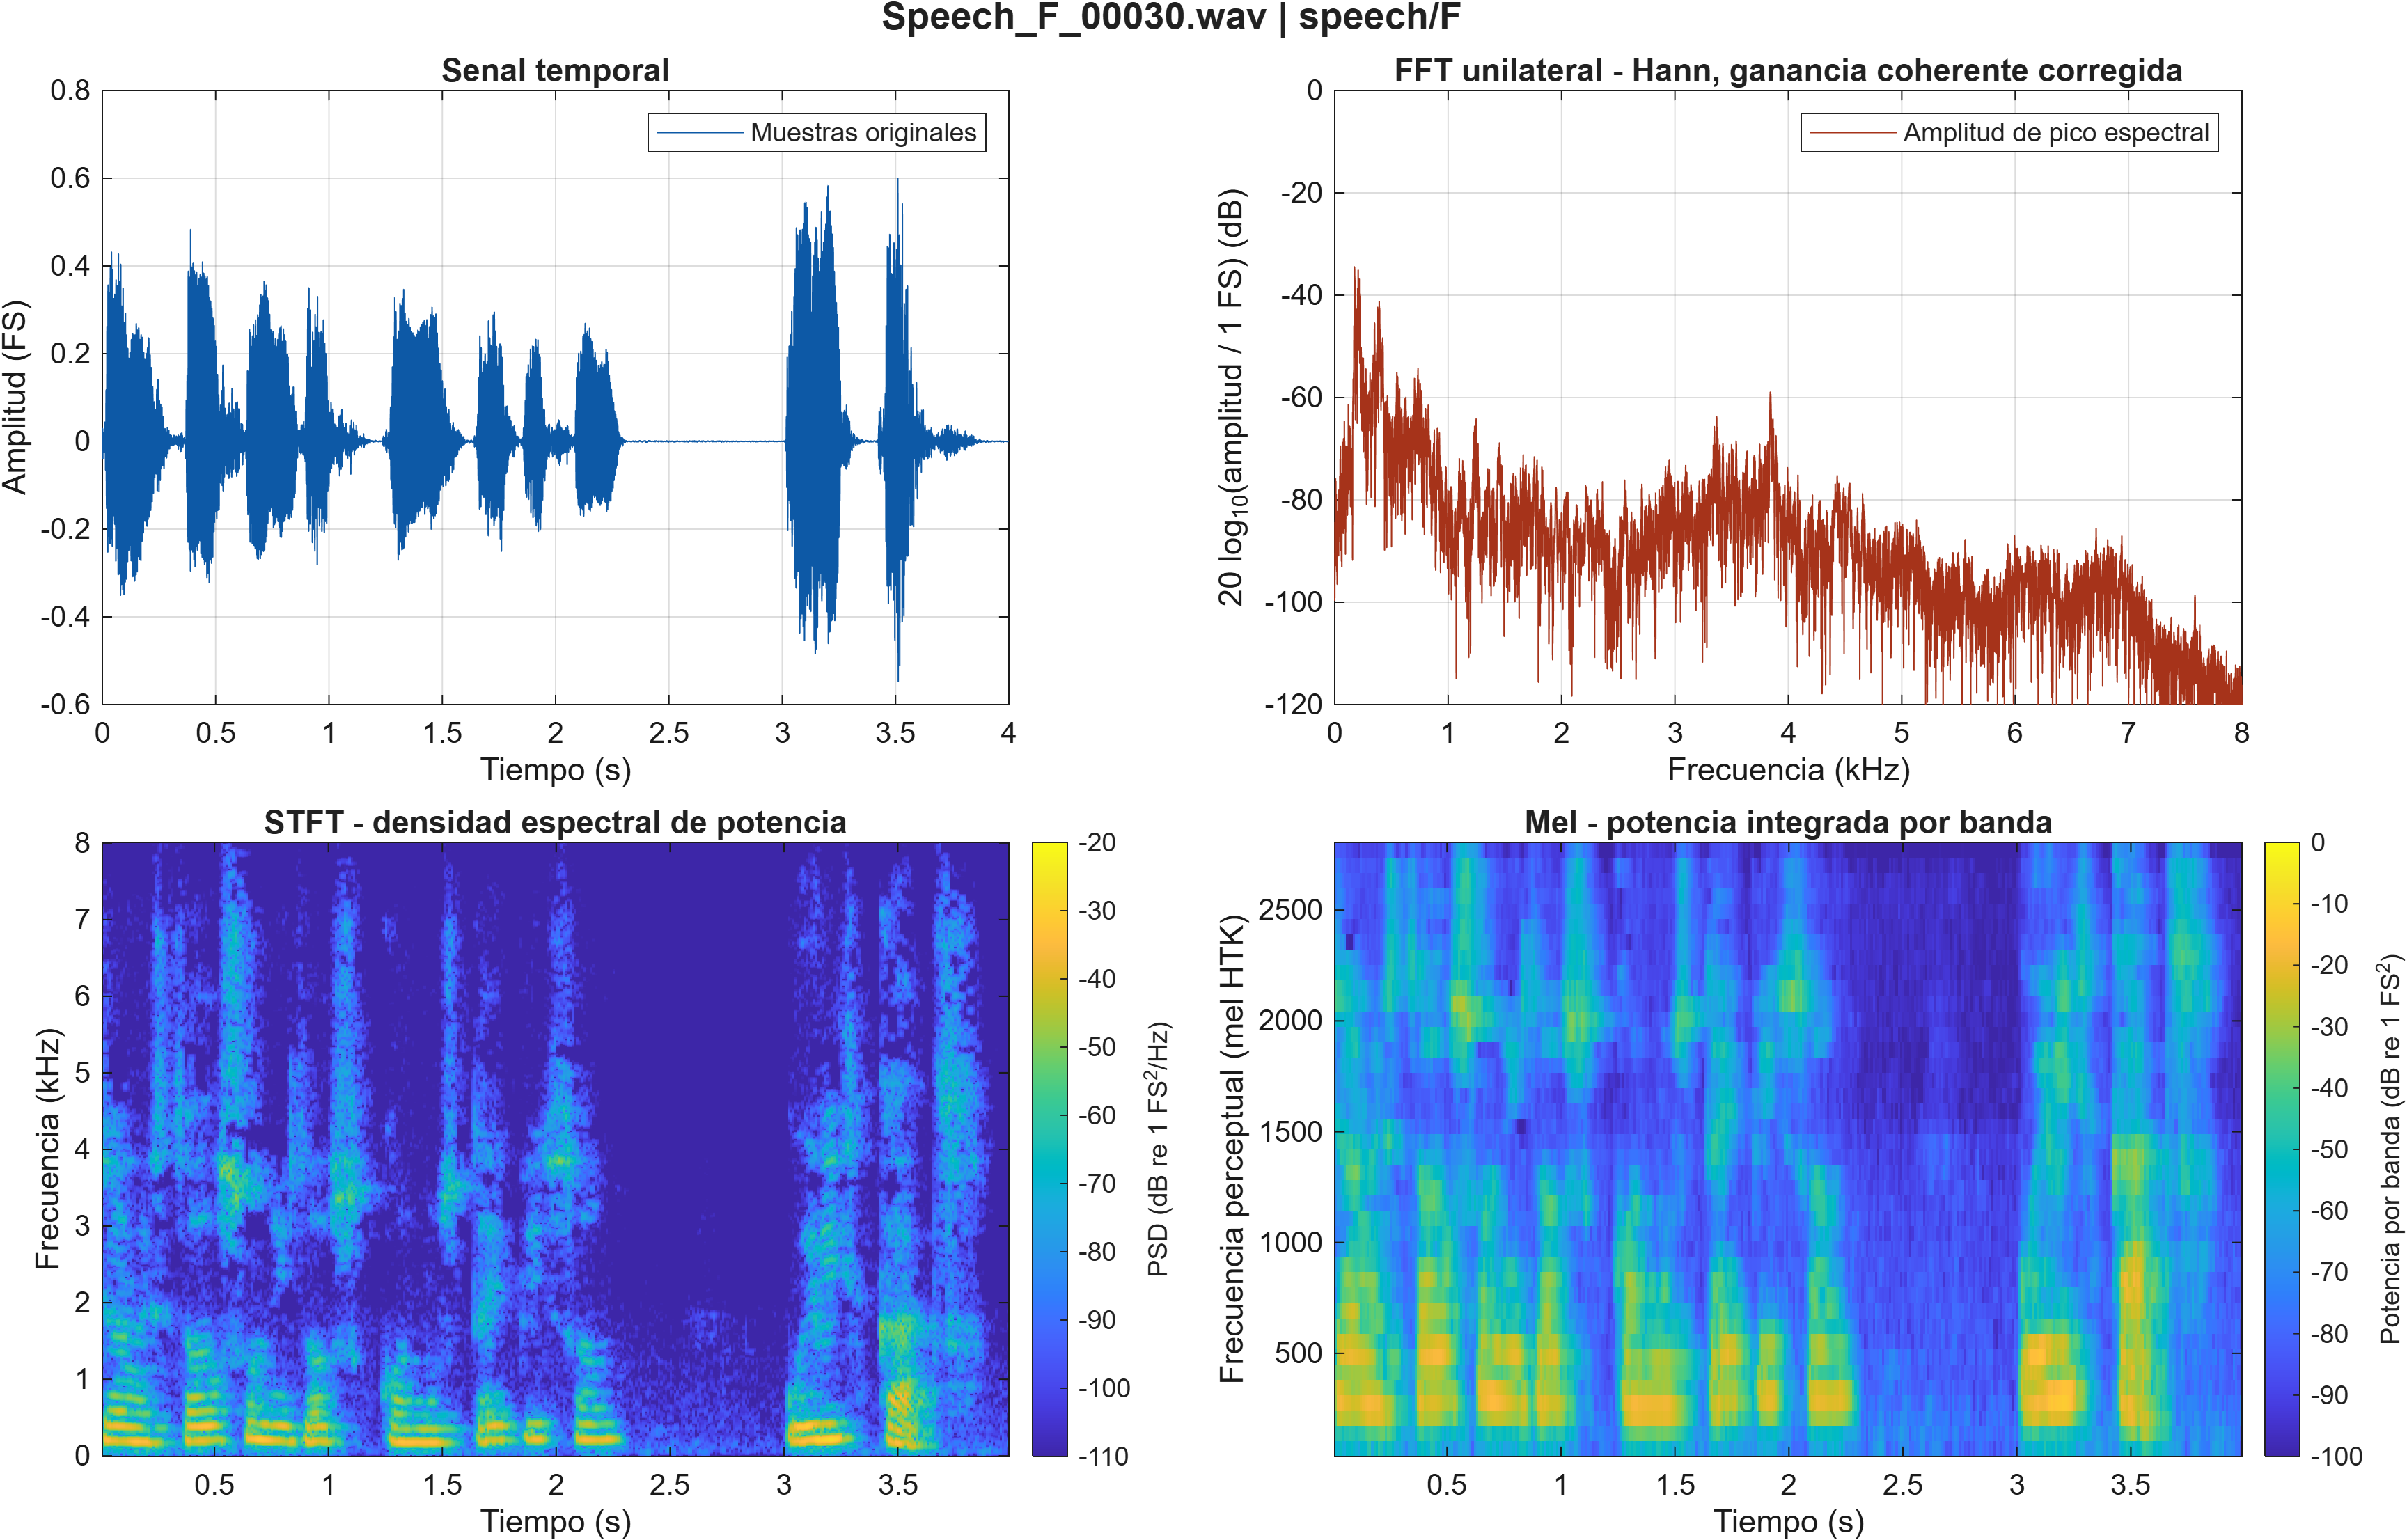 Speech_F_00030.wav | speech/F
Senal temporal
Muestras originales
Amplitud (FS)
0.8
0.6
0.4
0.2
0
-0.2
-0.4
-0.6
0 0.5 1 1.5 2 2.5 3 3.5 4
Tiempo (s)
FFT unilateral - Hann, ganancia coherente corregida
Amplitud de pico espectral
20 log10(amplitud / 1 FS) (dB)
0
-20
-40
-60
-80
-100
-120
0 1 2 3 4 5 6 7 8
Frecuencia (kHz)
STFT - densidad espectral de potencia
Frecuencia (kHz)
8
7
6
5
4
3
2
1
0
0.5 1 1.5 2 2.5 3 3.5
Tiempo (s)
-20
-30
-40
-50
-60
-70
-80
-90
-100
-110
PSD (dB re 1 FS²/Hz)
Mel - potencia integrada por banda
Frecuencia perceptual (mel HTK)
2500
2000
1500
1000
500
0.5 1 1.5 2 2.5 3 3.5
Tiempo (s)
0
-10
-20
-30
-40
-50
-60
-70
-80
-90
-100
Potencia por banda (dB re 1 FS²)